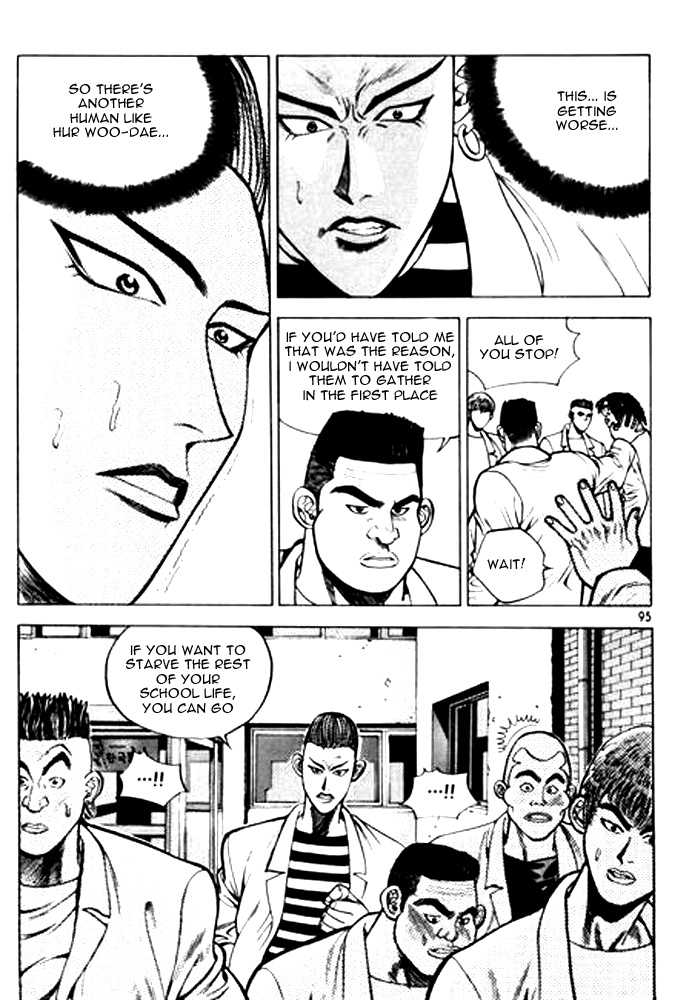 SO THERE'S
ANOTHER
HUMAN LIKE
HUR WOO-DAE...
THIS... IS
GETTING
WORSE...
IF YOU'D HAVE TOLD ME
THAT WAS THE REASON,
I WOULDN'T HAVE TOLD
THEM TO GATHER
IN THE FIRST PLACE
ALL OF
YOU STOP!
WAIT!
95
IF YOU WANT TO
STARVE THE REST
OF YOUR
SCHOOL LIFE,
YOU CAN GO
...!!
...!!